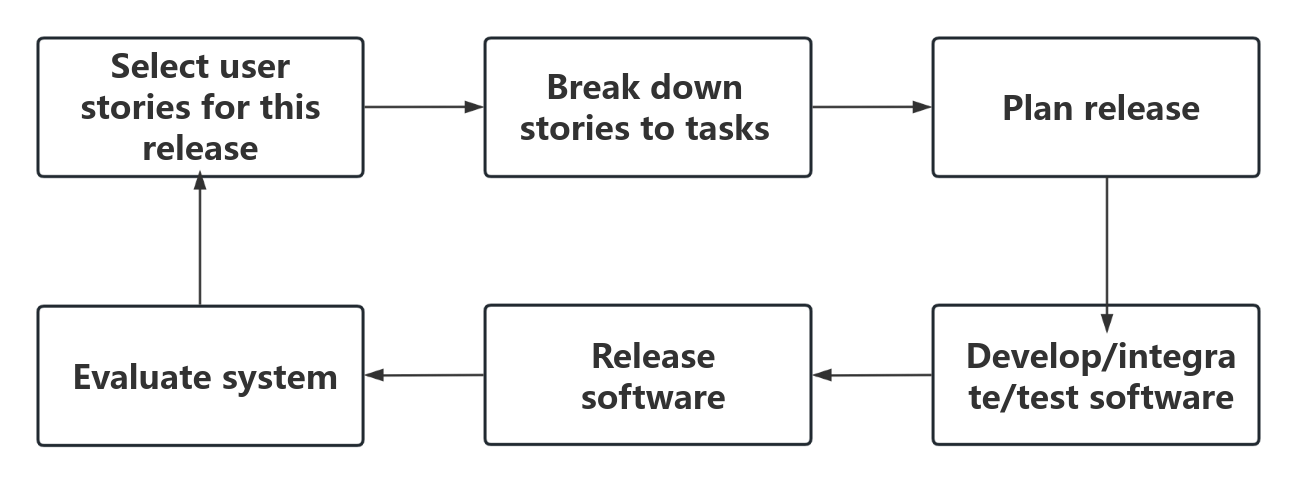 Select user
stories for this
release
Break down
stories to tasks
Plan release
Develop/integra
te/test software
Release
software
Evaluate system